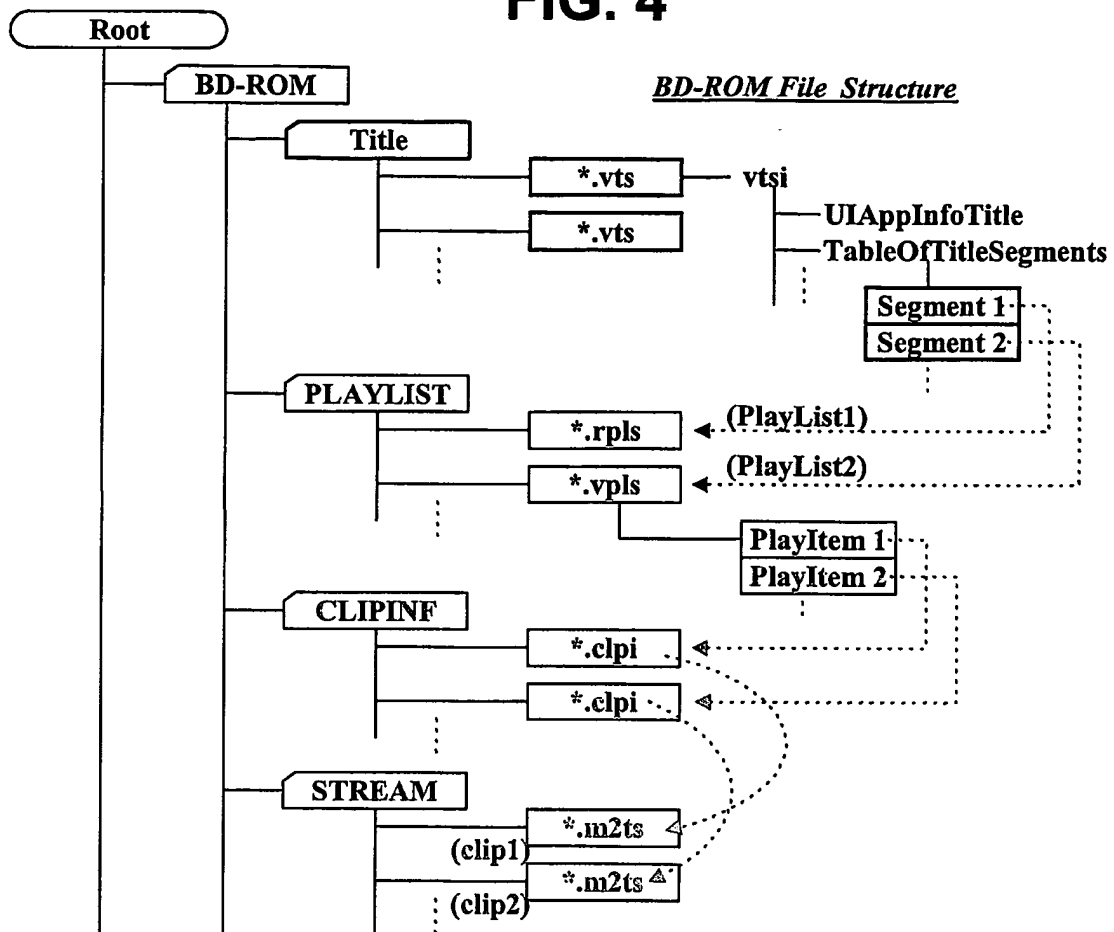 FIG. 4
Root
BD-ROM
BD-ROM File Structure
Title
*.vts
vtsi
UIAppInfoTitle
*.vts
TableOfTitleSegments
Segment 1
Segment 2
PLAYLIST
*.rpls
(PlayList1)
*.vpls
(PlayList2)
PlayItem 1
PlayItem 2
CLIPINF
*.clpi
*.clpi
STREAM
*.m2ts
(clip1)
*.m2ts
(clip2)